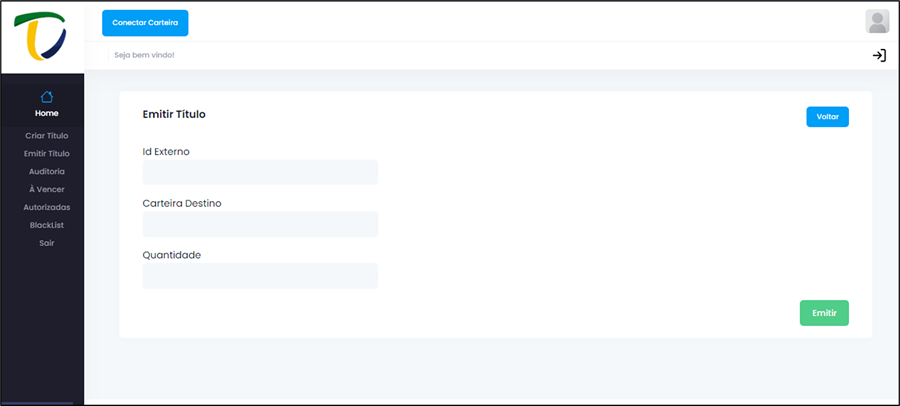 Conectar Carteira
Seja bem vindo!
Home
Criar Título
Emitir Título
Auditoria
À Vencer
Autorizadas
BlackList
Sair
Emitir Título
Voltar
Id Externo
Carteira Destino
Quantidade
Emitir